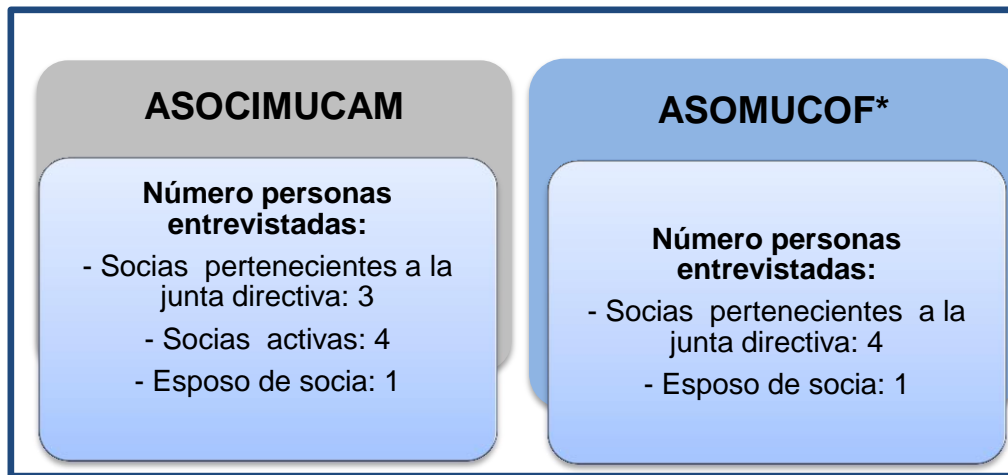 ASOCIMUCAM
Número personas
entrevistadas:
- Socias pertenecientes a la
junta directiva: 3
- Socias activas: 4
- Esposo de socia: 1
ASOMUCOF*
Número personas
entrevistadas:
- Socias pertenecientes a la
junta directiva: 4
- Esposo de socia: 1